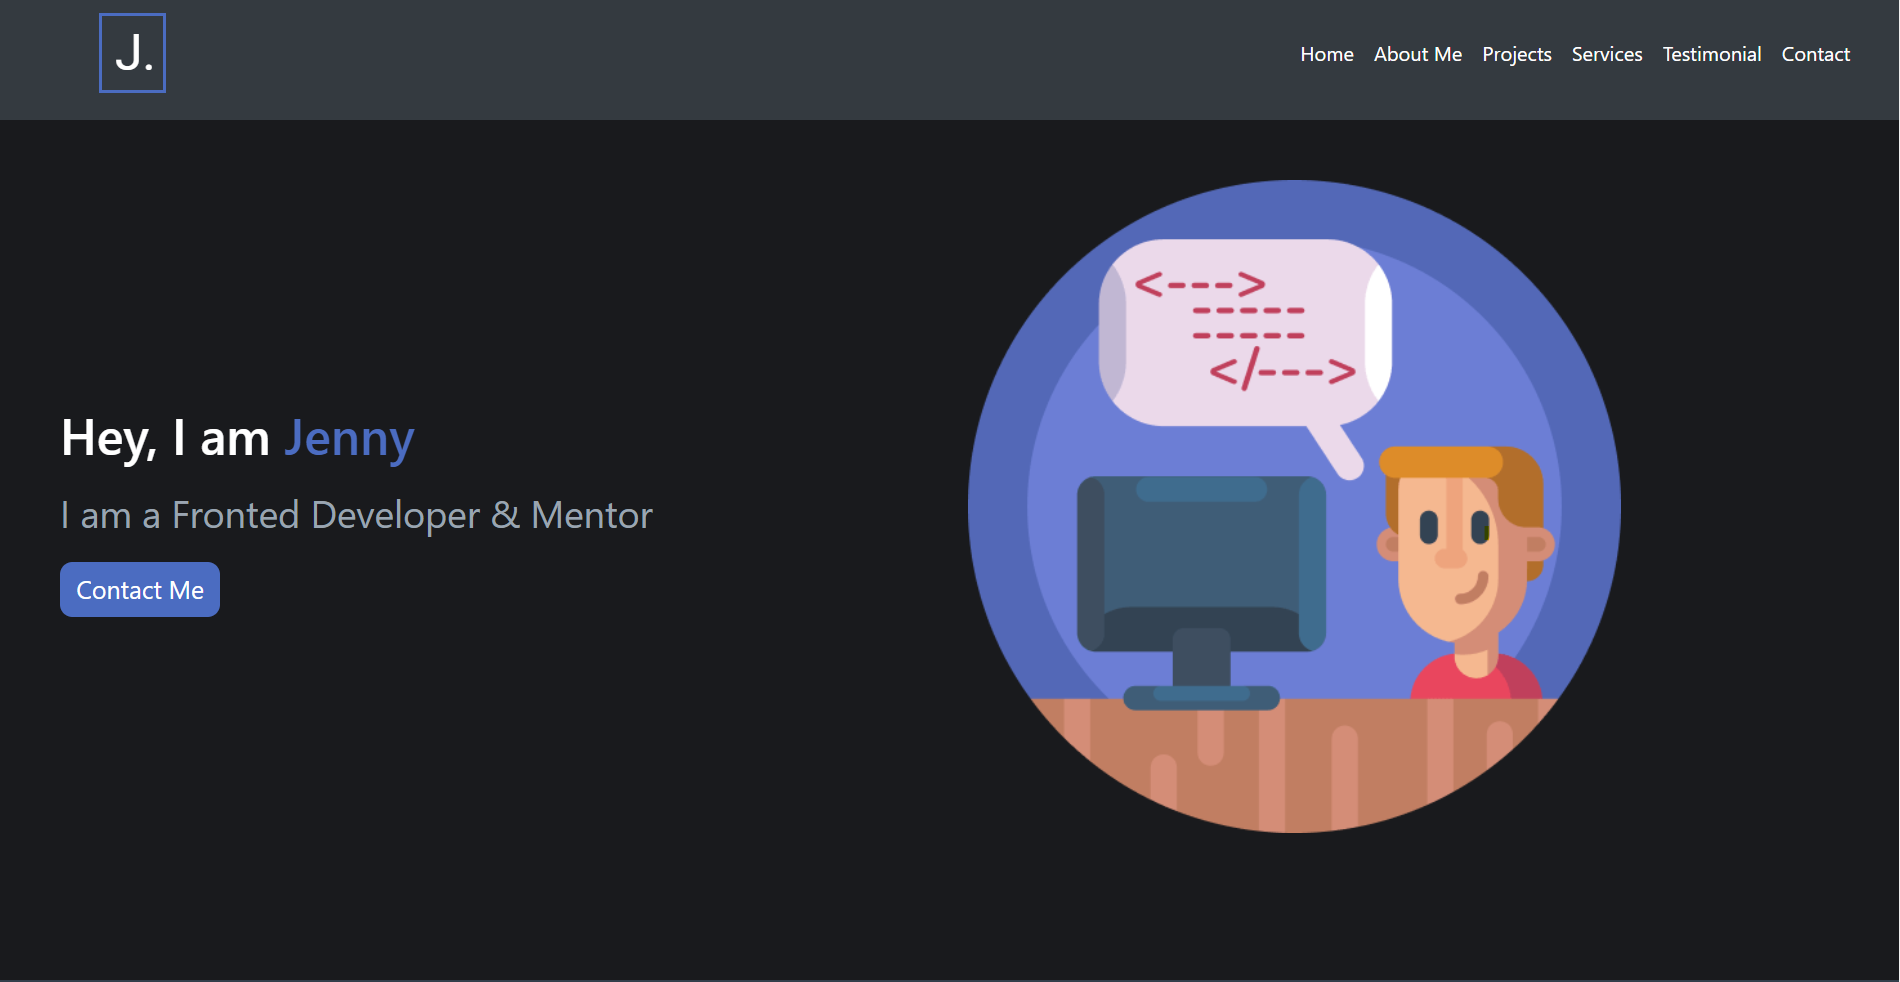 J.
Home About Me Projects Services Testimonial Contact
<--->
-----
-----
</--->
Hey, I am Jenny
I am a Fronted Developer & Mentor
Contact Me